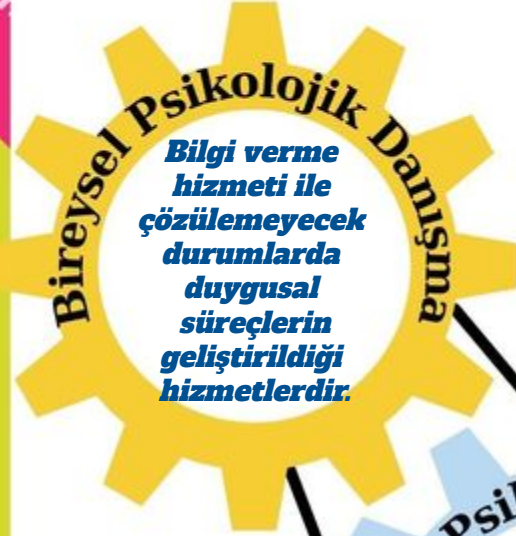 Bireysel Psikolojik Danışma
Bilgi verme
hizmeti ile
çözülemeyecek
durumlarda
duygusal
süreçlerin
geliştirildiği
hizmetlerdir.
Psi